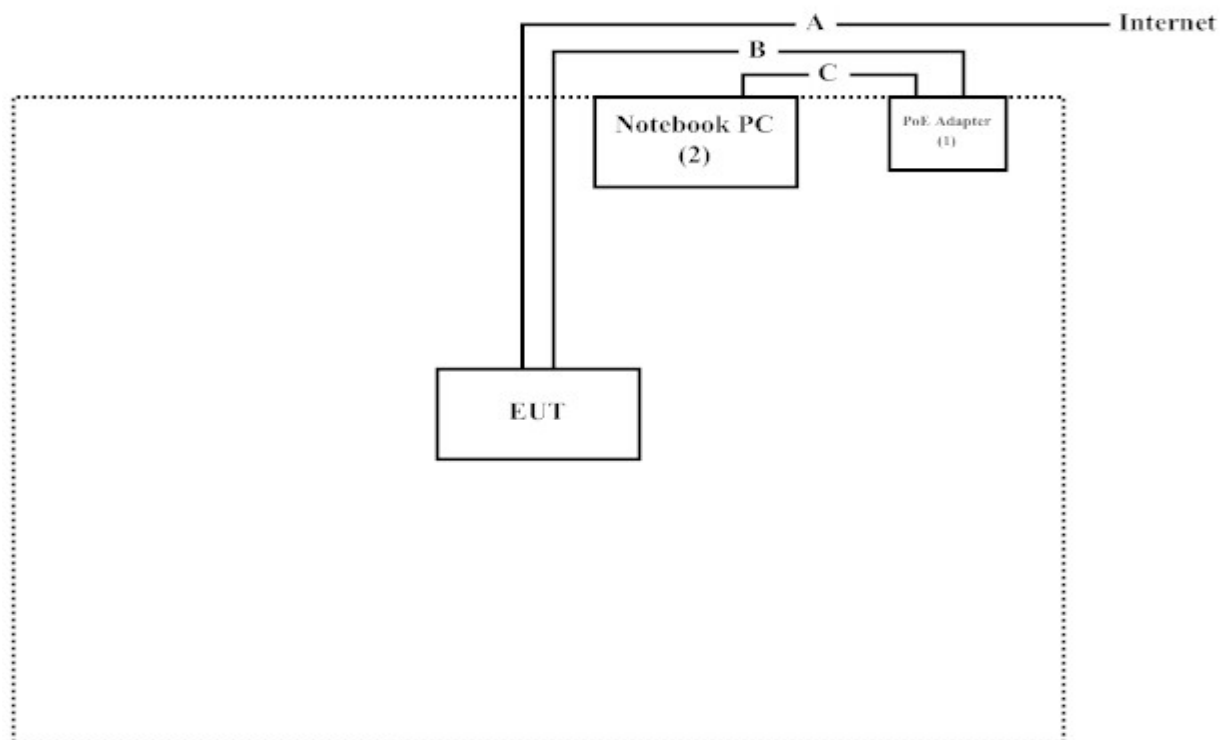 A
Internet
B
C
Notebook PC
(2)
PoE Adapter
(1)
EUT